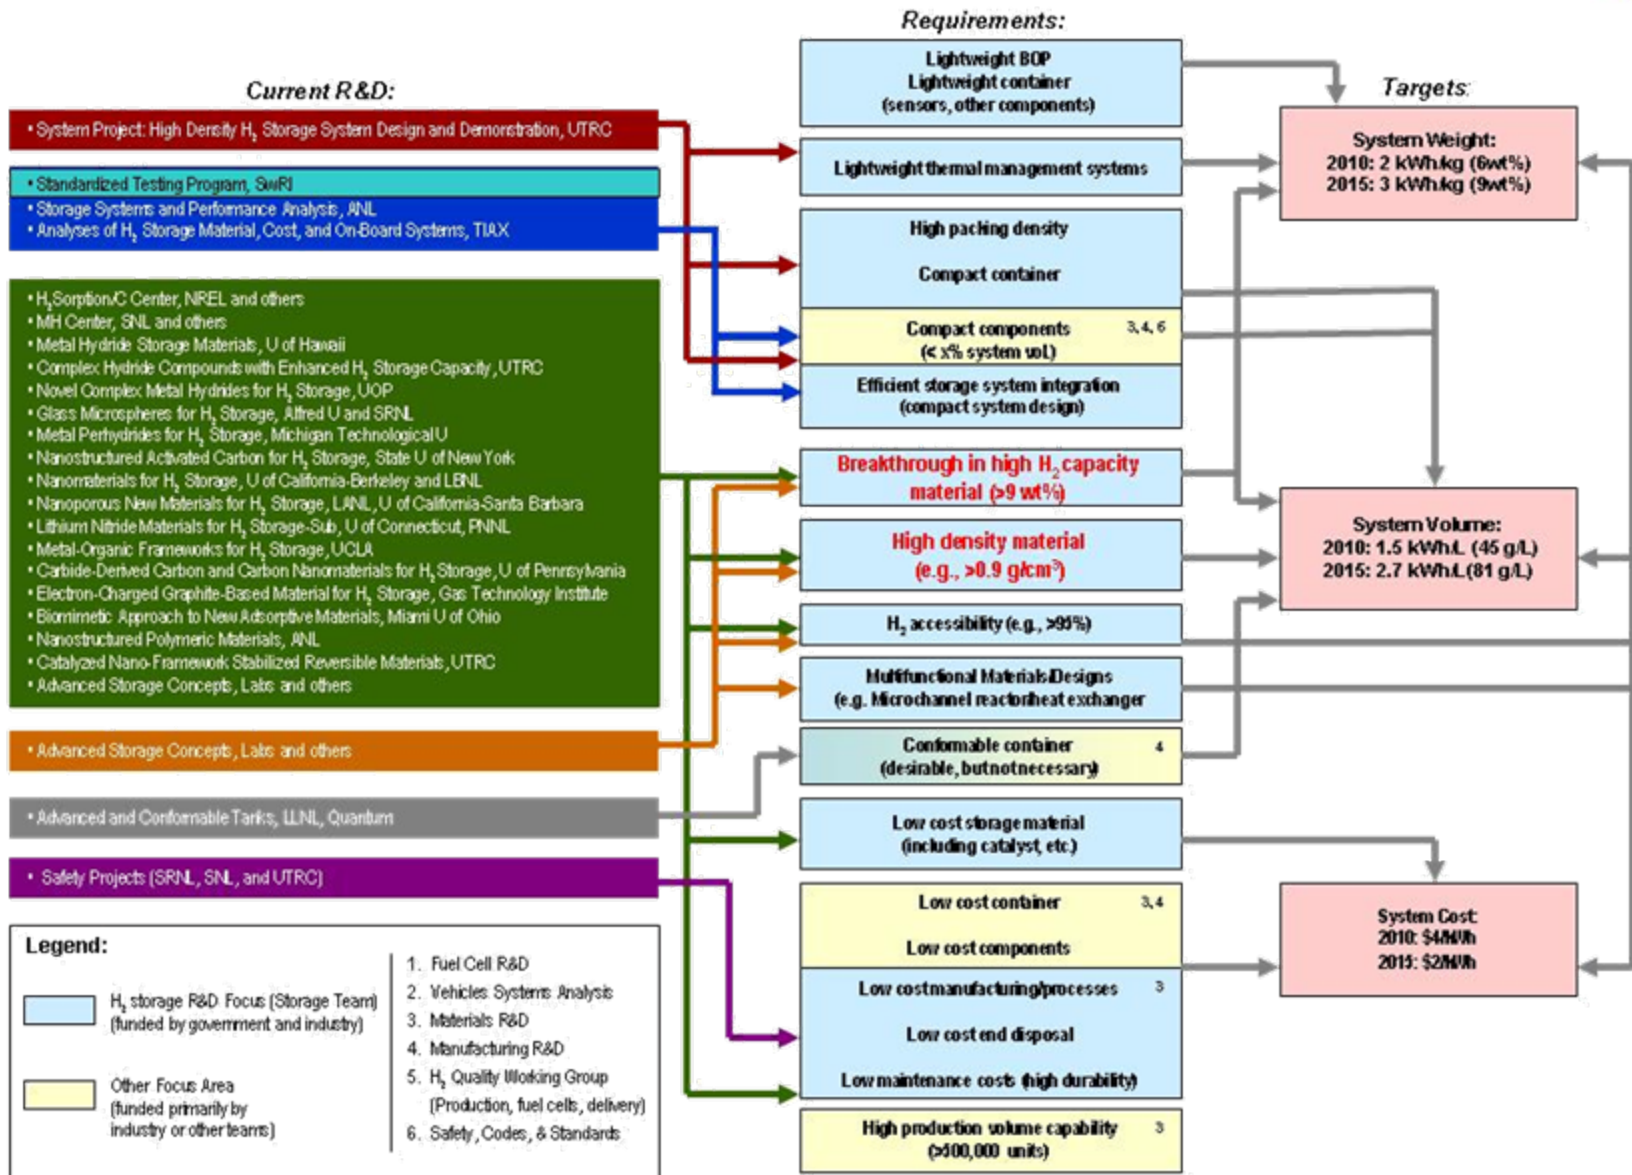 Requirements:
Current R&D:
Targets:
• System Project: High Density H₂ Storage System Design and Demonstration, UTRC
• Standardized Testing Program, SwRI
• Storage Systems and Performance Analysis, ANL
• Analyses of H₂ Storage Material, Cost, and On-Board Systems, TIAX
• H₂Sorption/C Center, NREL and others
• MH Center, SNL and others
• Metal Hydride Storage Materials, U of Hawaii
• Complex Hydride Compounds with Enhanced H₂ Storage Capacity, UTRC
• Novel Complex Metal Hydrides for H₂ Storage, UOP
• Glass Microspheres for H₂ Storage, Alfred U and SRNL
• Metal Perhydrides for H₂ Storage, Michigan Technological U
• Nanostructured Activated Carbon for H₂ Storage, State U of New York
• Nanomaterials for H₂ Storage, U of California-Berkeley and LBNL
• Nanoporous New Materials for H₂ Storage, LANL, U of California-Santa Barbara
• Lithium Nitride Materials for H₂ Storage-Sub, U of Connecticut, PNNL
• Metal-Organic Frameworks for H₂ Storage, UCLA
• Carbide-Derived Carbon and Carbon Nanomaterials for H₂ Storage, U of Pennsylvania
• Electron-Charged Graphite-Based Material for H₂ Storage, Gas Technology Institute
• Biomimetic Approach to New Adsorptive Materials, Miami U of Ohio
• Nanostructured Polymeric Materials, ANL
• Catalyzed Nano-Framework Stabilized Reversible Materials, UTRC
• Advanced Storage Concepts, Labs and others
• Advanced Storage Concepts, Labs and others
• Advanced and Conformable Tanks, LLNL, Quantum
• Safety Projects (SRNL, SNL, and UTRC)
Lightweight BOP
Lightweight container
(sensors, other components)
Lightweight thermal management systems
High packing density
Compact container
Compact components 3, 4, 6
(< x% system vol.)
Efficient storage system integration
(compact system design)
Breakthrough in high H₂ capacity
material (>9 wt%)
High density material
(e.g., >0.9 g/cm³)
H₂ accessibility (e.g., >95%)
Multifunctional Materials/Designs
(e.g. Microchannel reactor/heat exchanger
Conformable container 4
(desirable, but not necessary)
Low cost storage material
(including catalyst, etc.)
Low cost container 3, 4
Low cost components
Low cost manufacturing/processes 3
Low cost end disposal
Low maintenance costs (high durability)
High production volume capability 3
(>500,000 units)
System Weight:
2010: 2 kWh/kg (6wt%)
2015: 3 kWh/kg (9wt%)
System Volume:
2010: 1.5 kWh/L (45 g/L)
2015: 2.7 kWh/L(81 g/L)
System Cost:
2010: $4/kWh
2015: $2/kWh
Legend:
H₂ storage R&D Focus (Storage Team)
(funded by government and industry)
Other Focus Area
(funded primarily by
industry or other teams)
1. Fuel Cell R&D
2. Vehicles Systems Analysis
3. Materials R&D
4. Manufacturing R&D
5. H₂ Quality Working Group
(Production, fuel cells, delivery)
6. Safety, Codes, & Standards